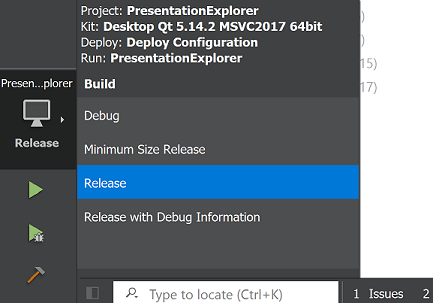 Project: PresentationExplorer
Kit: Desktop Qt 5.14.2 MSVC2017 64bit
Deploy: Deploy Configuration
Run: PresentationExplorer
Presen...plorer
Release
Build
Debug
Minimum Size Release
Release
Release with Debug Information
)
)
15)
17)
Type to locate (Ctrl+K)
1 Issues 2